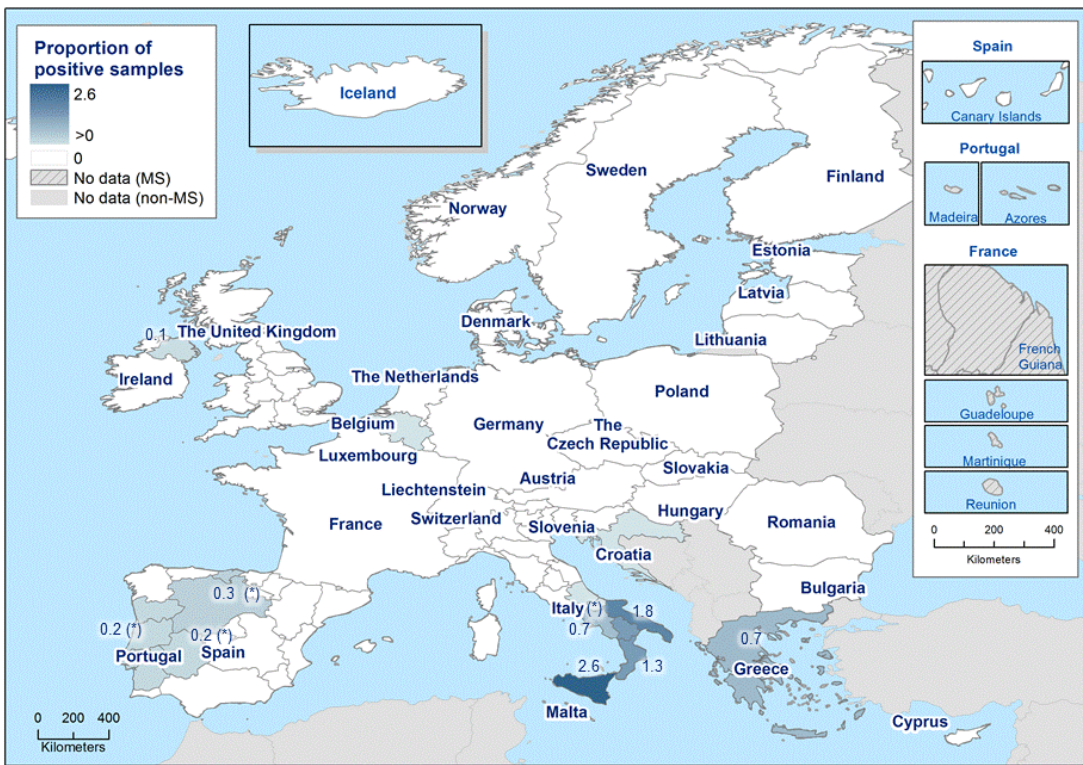 Proportion of
positive samples
2.6
>0
0
No data (MS)
No data (non-MS)
Iceland
Spain
Canary Islands
Portugal
Madeira
Azores
France
French
Guiana
Guadeloupe
Martinique
Reunion
0 200 400
Kilometers
Sweden
Finland
Norway
Estonia
Latvia
Lithuania
Denmark
0.1
The United Kingdom
Ireland
The Netherlands
Poland
Belgium
Germany
The
Czech Republic
Luxembourg
Slovakia
Austria
Liechtenstein
Hungary
France
Switzerland
Slovenia
Romania
Croatia
Bulgaria
0.3 (*)
Italy (*)
1.8
0.2 (*)
0.2 (*)
0.7
0.7
Portugal
Spain
2.6
1.3
Greece
Malta
Cyprus
0 200 400
Kilometers